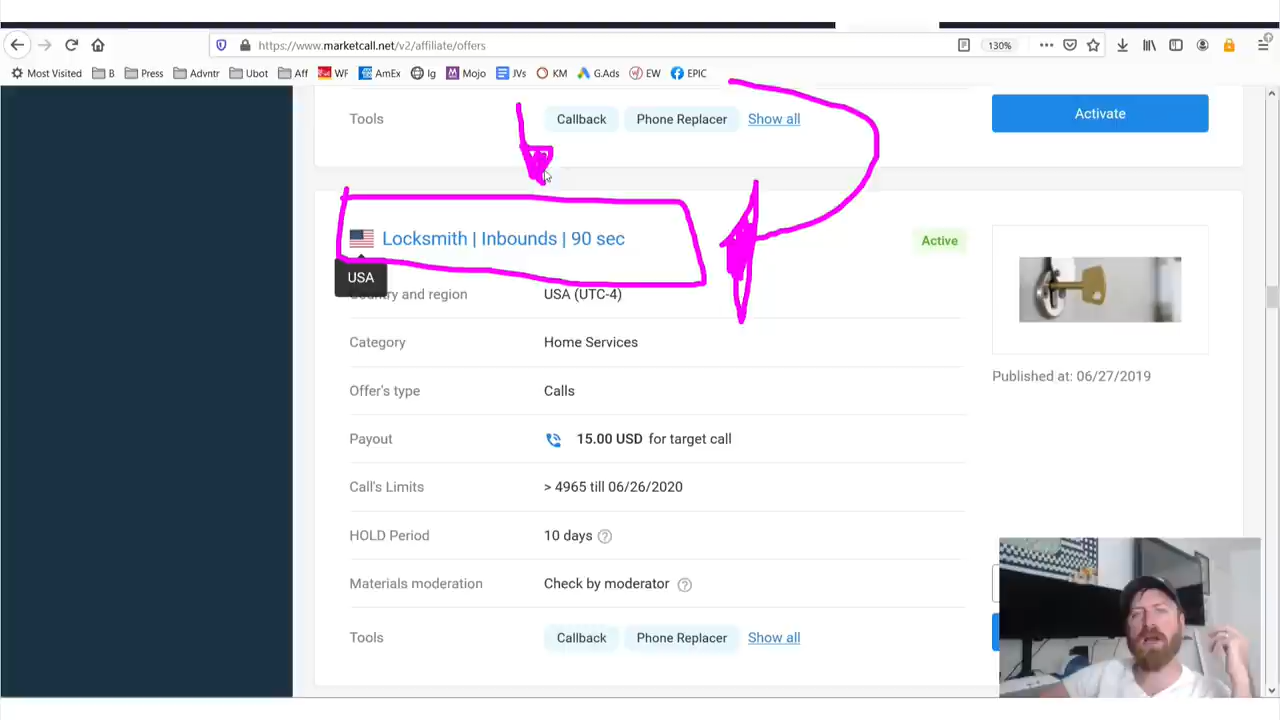 https://www.marketcall.net/v2/affiliate/offers
130%
Most Visited B Press Advntr Ubot Aff WF AmEx Ig Mojo JVs KM G.Ads EW EPIC
Tools Callback Phone Replacer Show all Activate
Locksmith | Inbounds | 90 sec Active
USA
Country and region USA (UTC-4)
Category Home Services
Published at: 06/27/2019
Offer's type Calls
Payout 15.00 USD for target call
Call's Limits > 4965 till 06/26/2020
HOLD Period 10 days ?
Materials moderation Check by moderator ?
Tools Callback Phone Replacer Show all